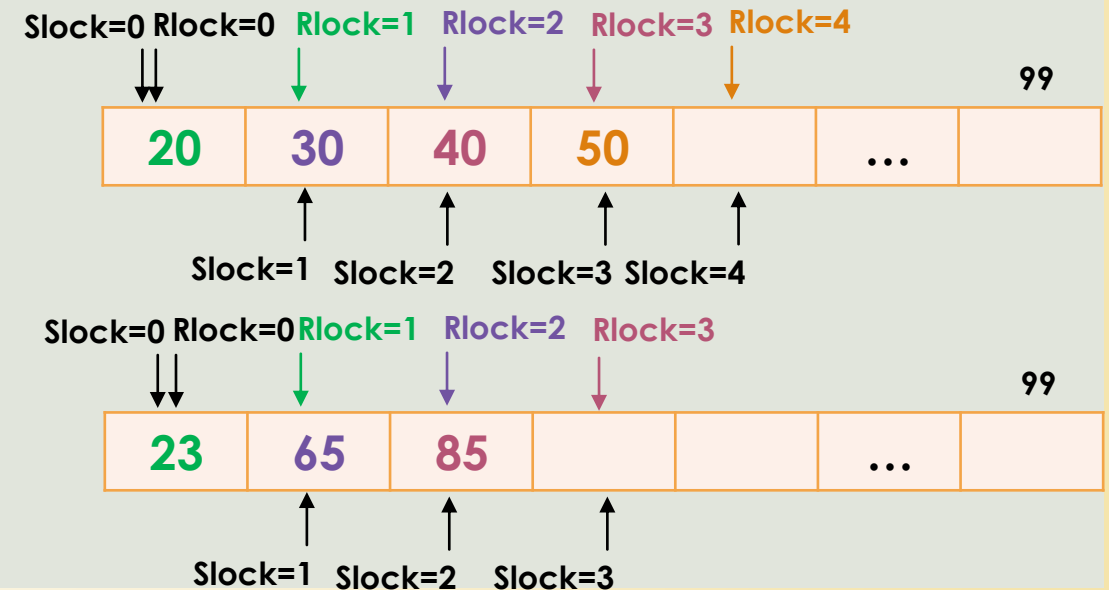 Slock=0 Rlock=0 Rlock=1 Rlock=2 Rlock=3 Rlock=4
99
20 30 40 50 ...
Slock=1 Slock=2 Slock=3 Slock=4
Slock=0 Rlock=0 Rlock=1 Rlock=2 Rlock=3
99
23 65 85 ...
Slock=1 Slock=2 Slock=3